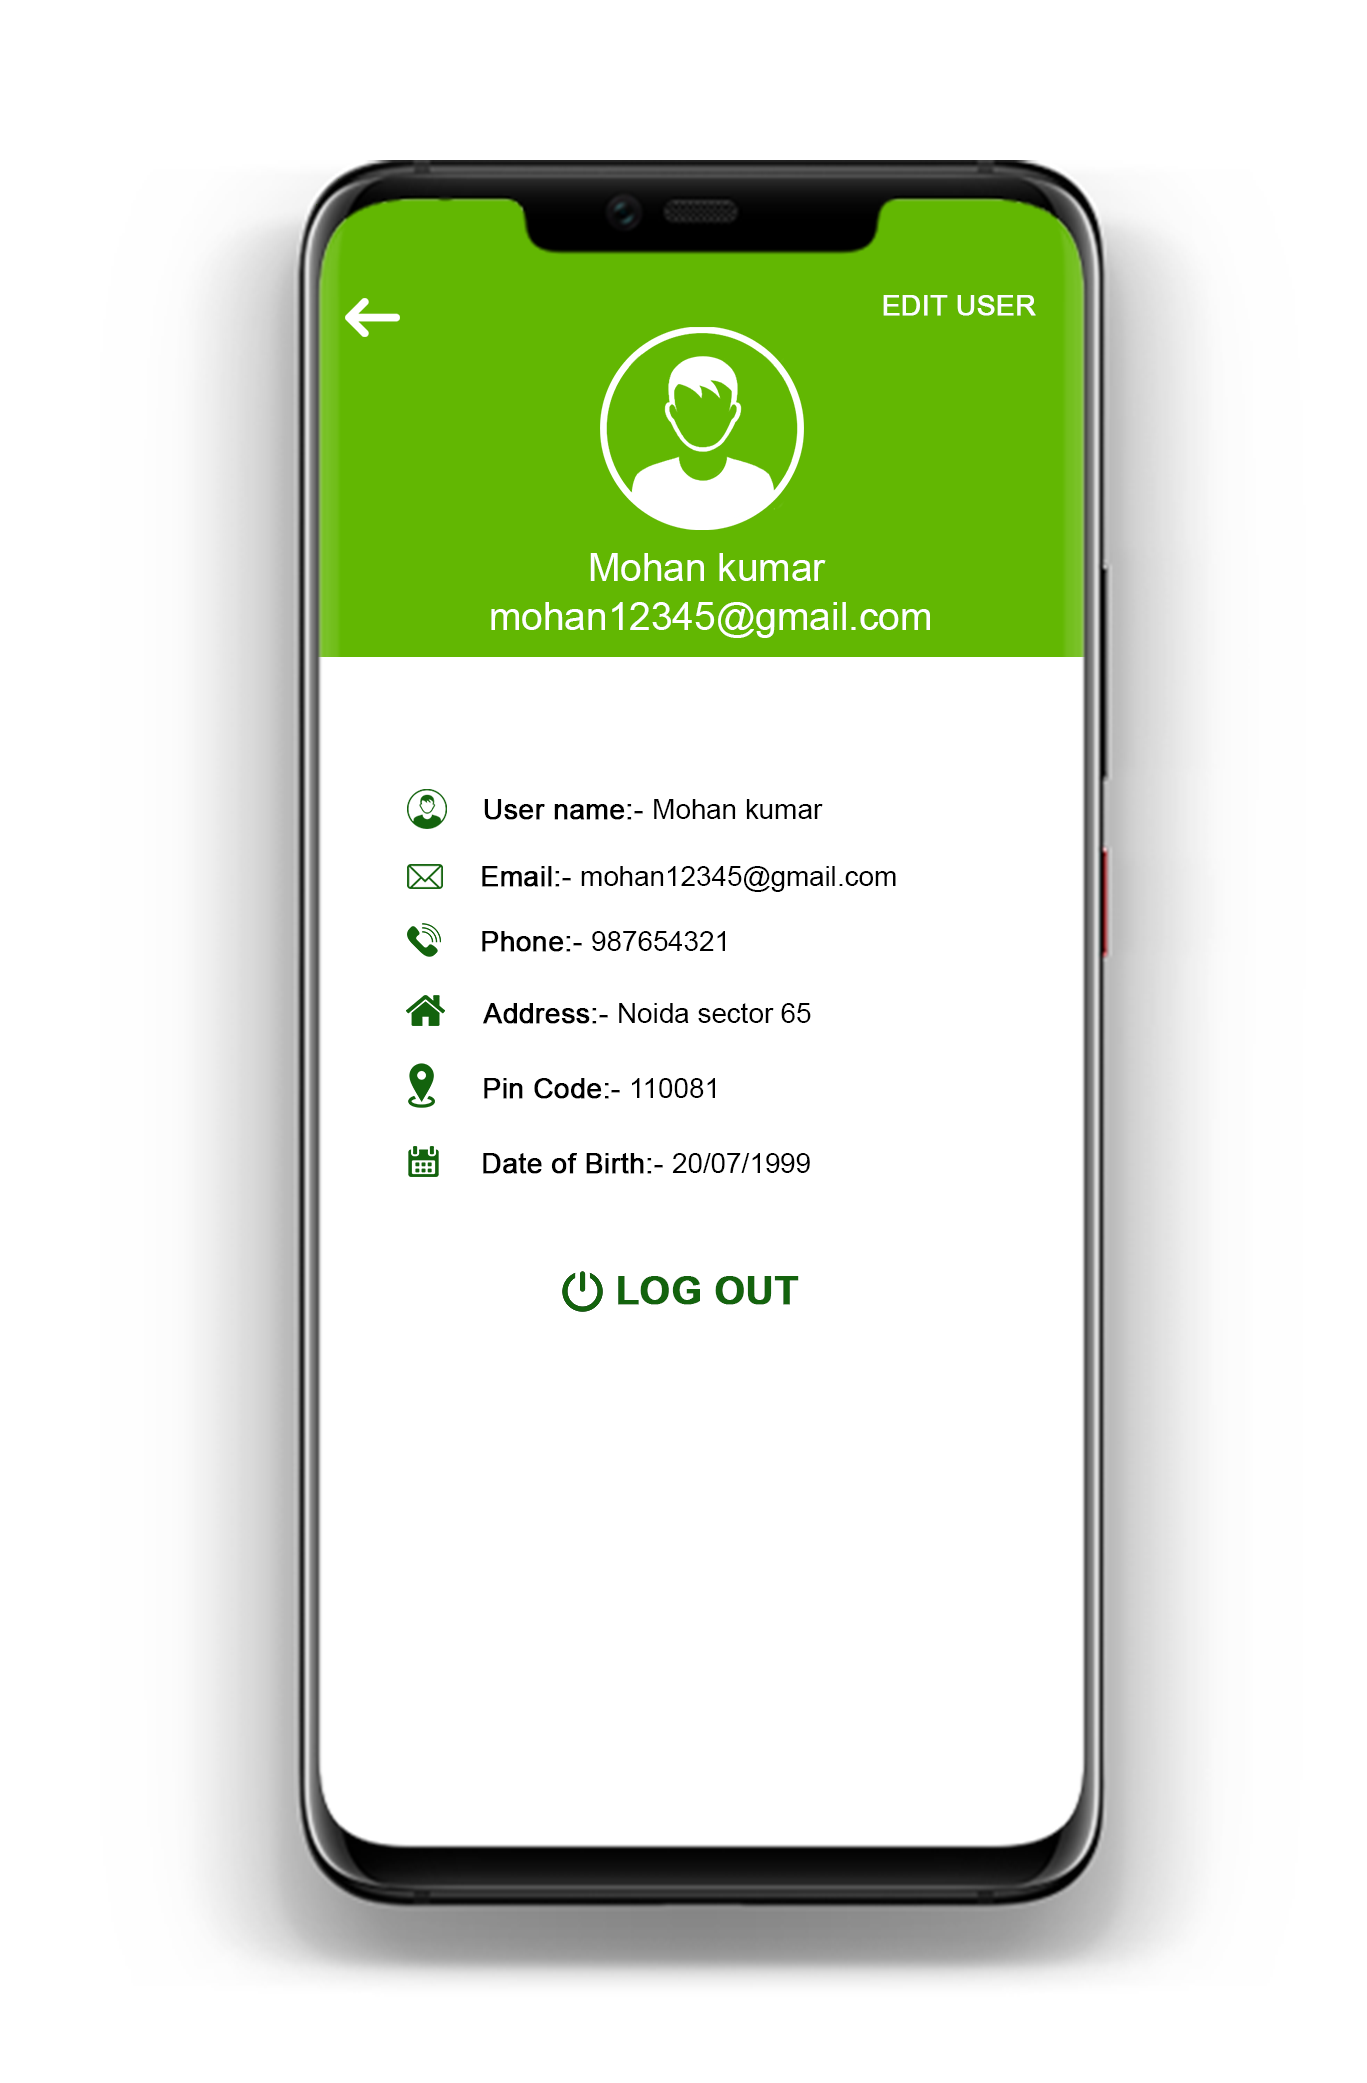 EDIT USER
Mohan kumar
mohan12345@gmail.com
User name:- Mohan kumar
Email:- mohan12345@gmail.com
Phone:- 987654321
Address:- Noida sector 65
Pin Code:- 110081
Date of Birth:- 20/07/1999
LOG OUT